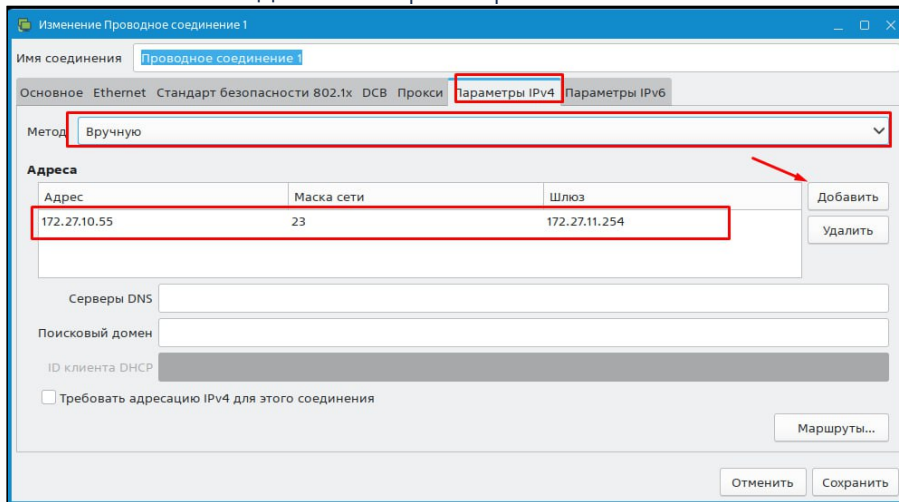 Изменение Проводное соединение 1
Имя соединения Проводное соединение 1
Основное Ethernet Стандарт безопасности 802.1x DCB Прокси Параметры IPv4 Параметры IPv6
Метод Вручную
Адреса
Адрес Маска сети Шлюз Добавить
172.27.10.55 23 172.27.11.254
Удалить
Серверы DNS
Поисковый домен
ID клиента DHCP
Требовать адресацию IPv4 для этого соединения
Маршруты...
Отменить Сохранить